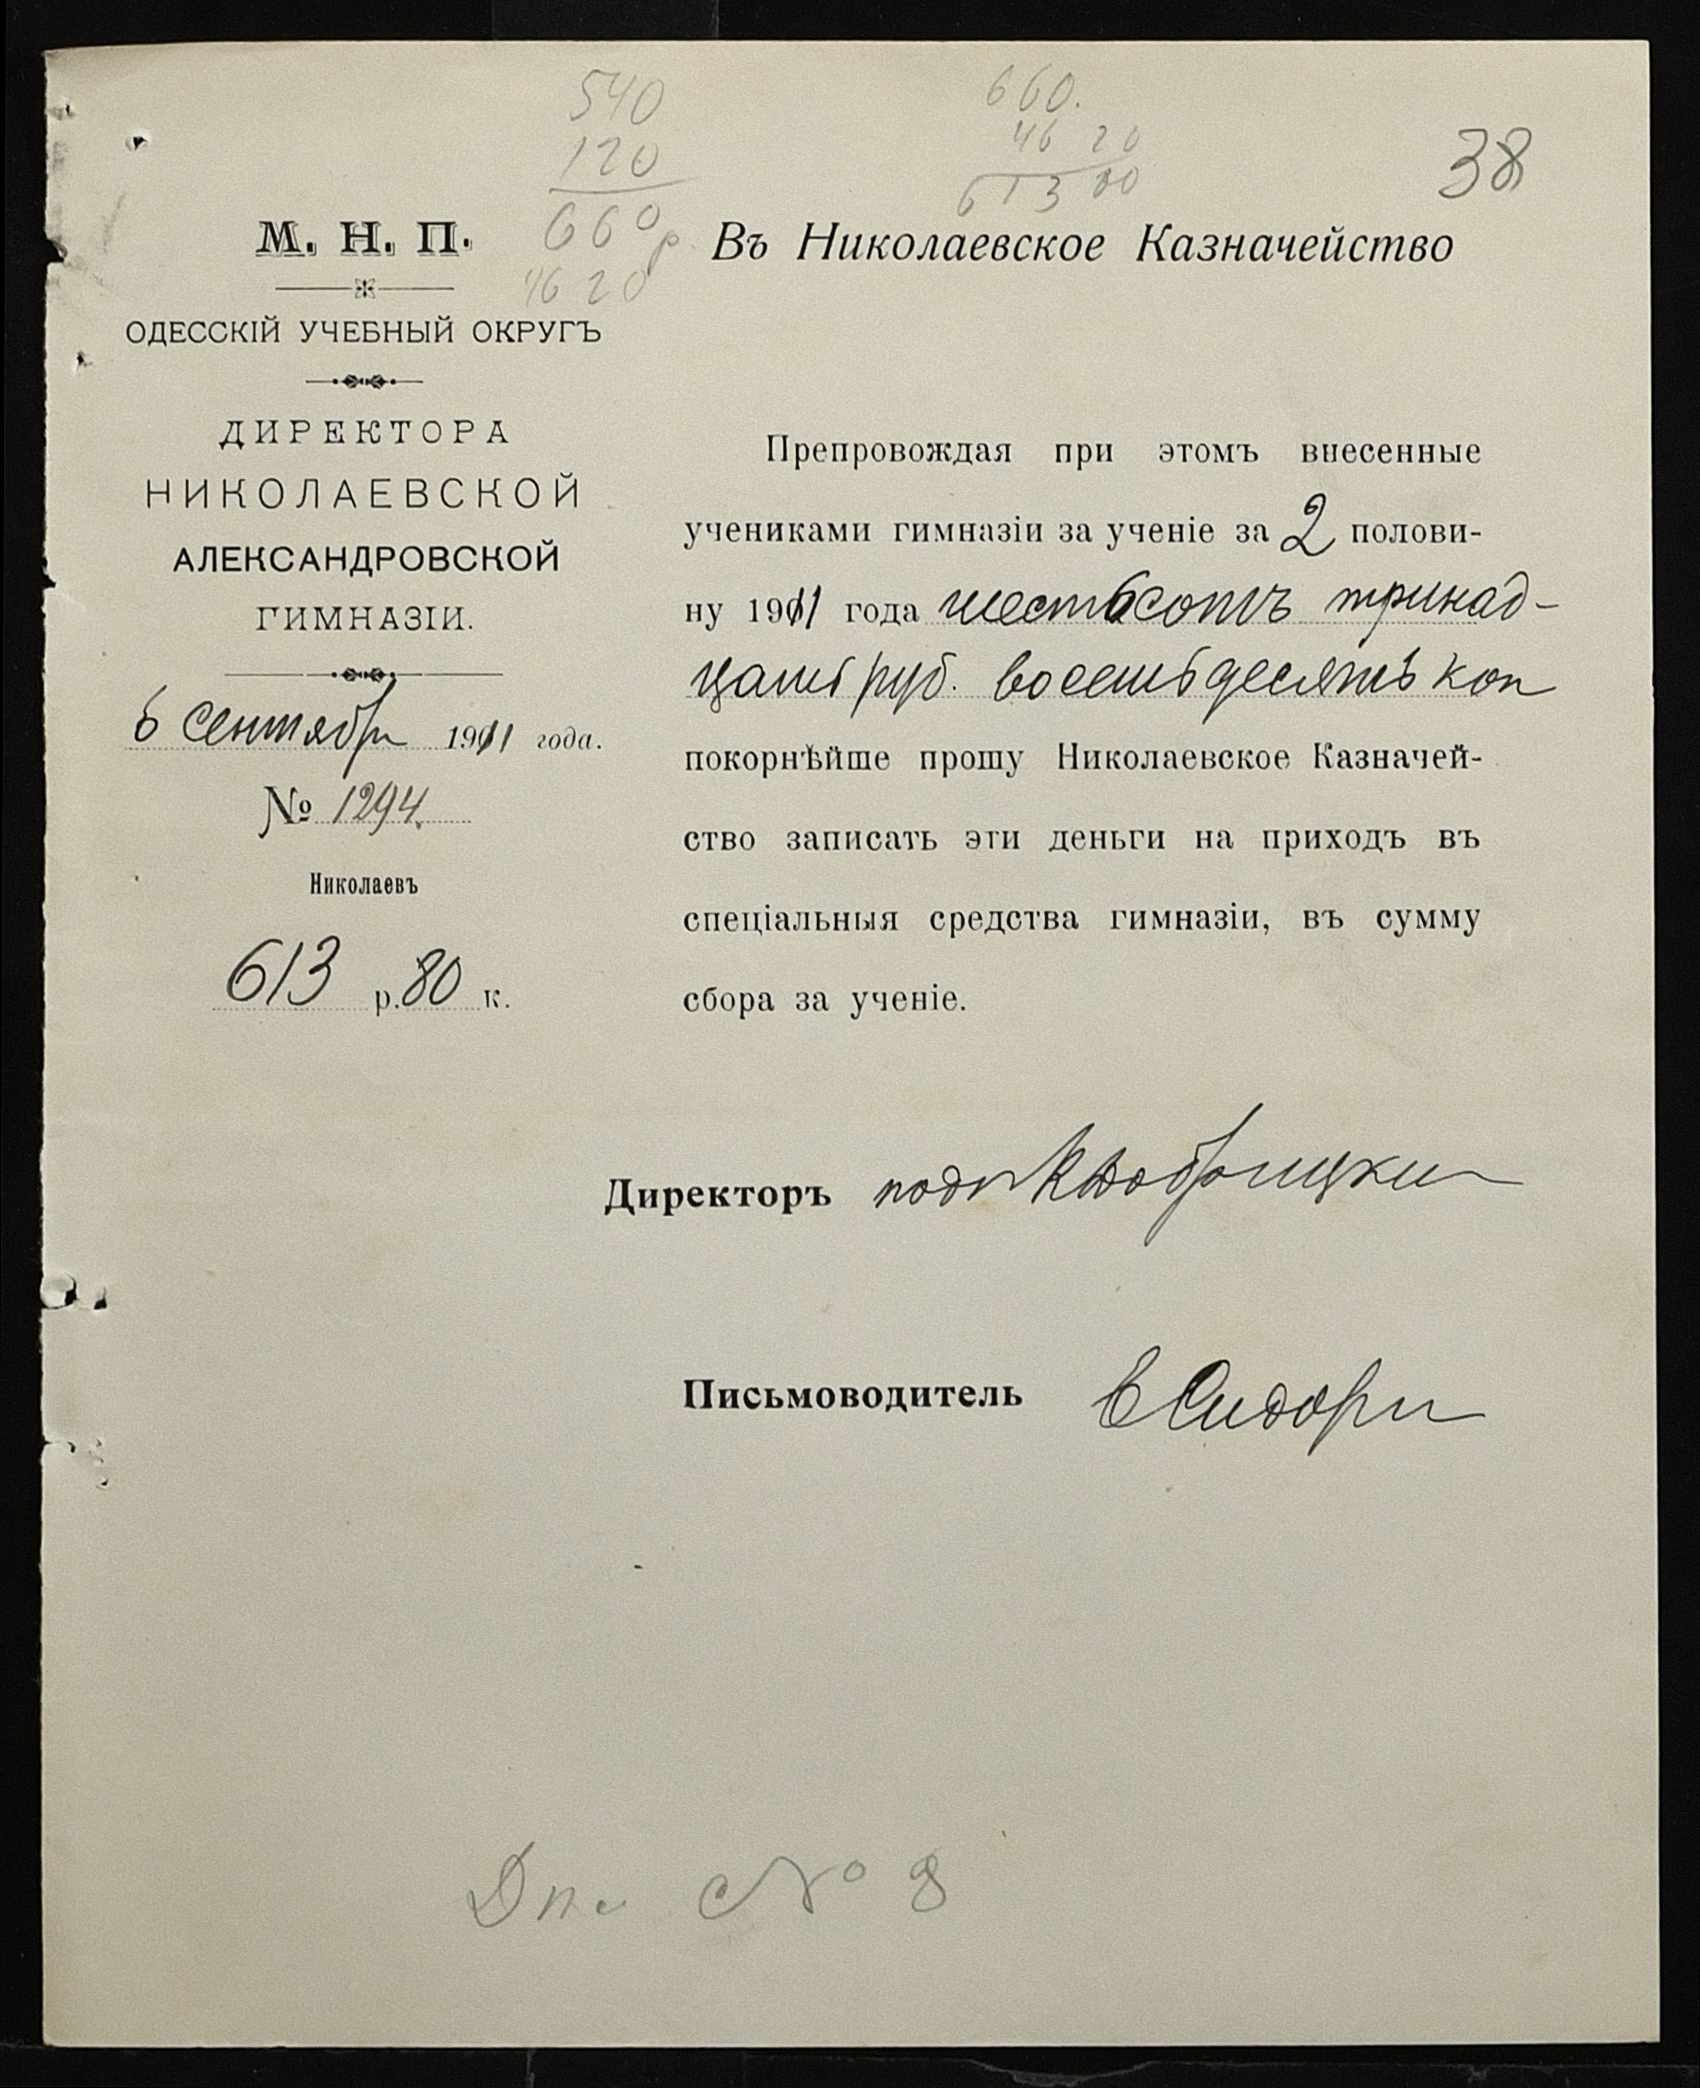 540
120
660 р.
46 20
660.
46 20
613 80
38
М. Н. П.
ОДЕССКІЙ УЧЕБНЫЙ ОКРУГЪ
ДИРЕКТОРА
НИКОЛАЕВСКОЙ
АЛЕКСАНДРОВСКОЙ
ГИМНАЗІИ.
6 сентября 1911 года.
№ 1294.
Николаевъ
613 р. 80 к.
Въ Николаевское Казначейство
Препровождая при этомъ внесенные
учениками гимназіи за ученіе за 2 полови-
ну 1911 года шестьсотъ тринад-
цать руб. восемьдесятъ коп
покорнѣйше прошу Николаевское Казначей-
ство записать эти деньги на приходъ въ
спеціальныя средства гимназіи, въ сумму
сбора за ученіе.
Директоръ
Письмоводитель
№ 8